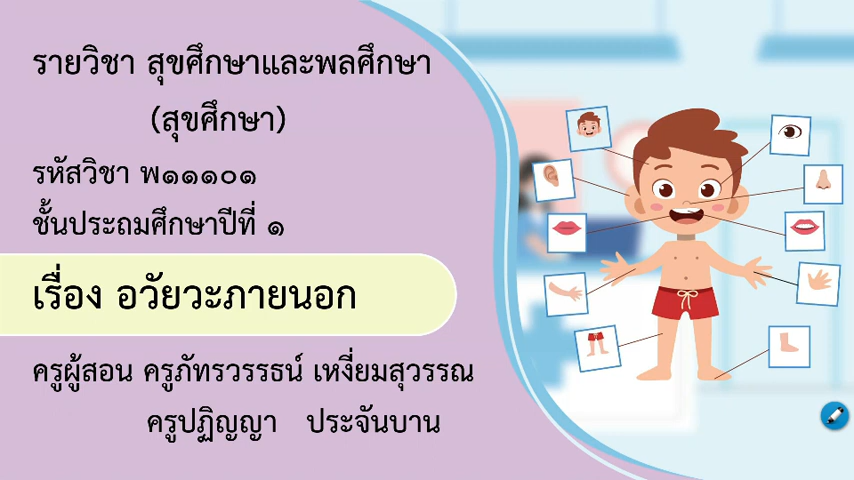 รายวิชา สุขศึกษาและพลศึกษา
(สุขศึกษา)
รหัสวิชา พ๑๑๑๐๑
ชั้นประถมศึกษาปีที่ ๑
เรื่อง อวัยวะภายนอก
ครูผู้สอน ครูภัทรวรรธน์ เหงี่ยมสุวรรณ
ครูปฏิญญา ประจันบาน